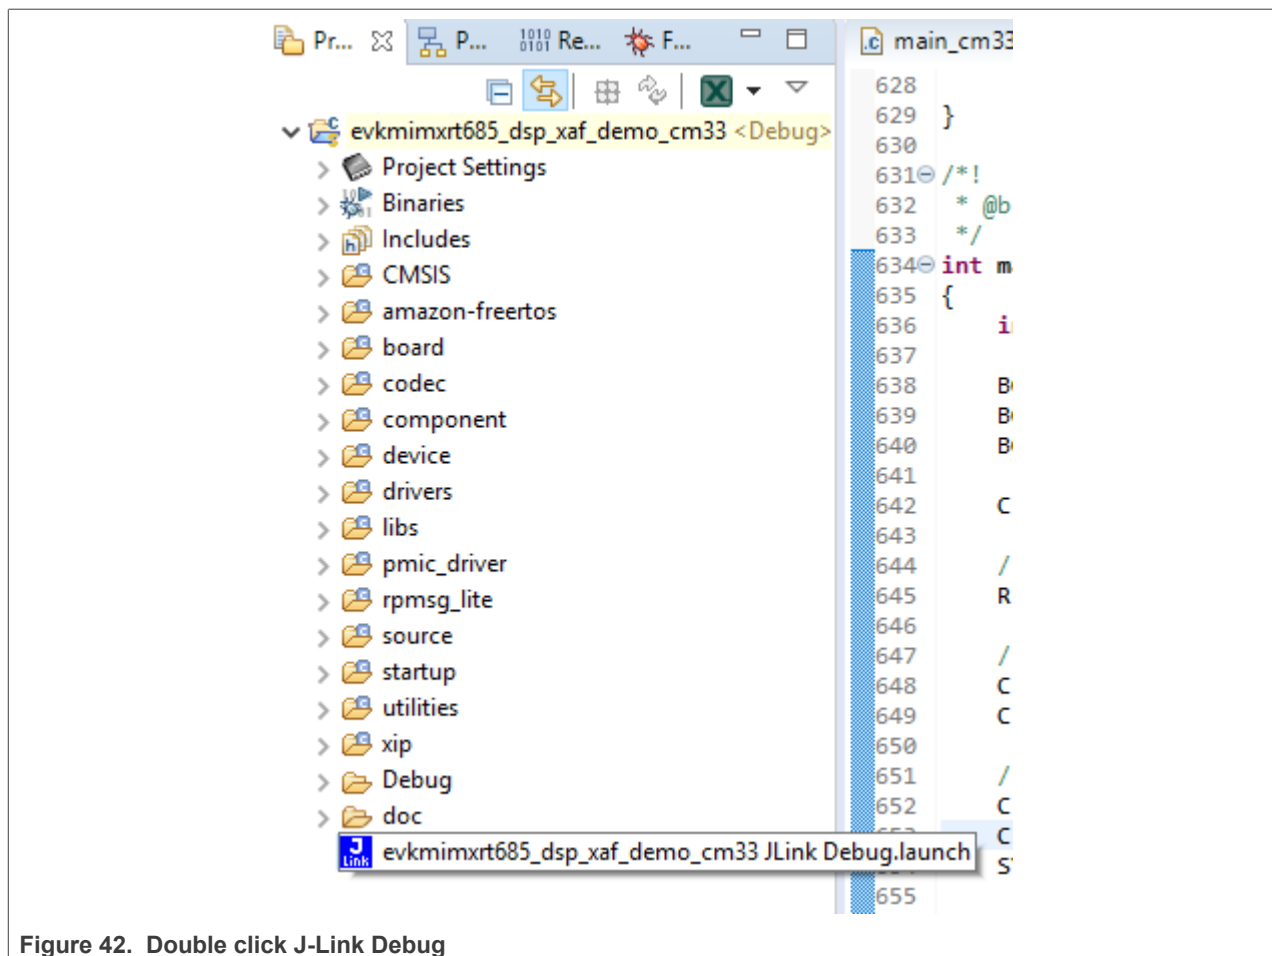 Pr...
P...
1010
0101
Re...
F...
evkmimxrt685_dsp_xaf_demo_cm33 <Debug>
Project Settings
Binaries
Includes
CMSIS
amazon-freertos
board
codec
component
device
drivers
libs
pmic_driver
rpmsg_lite
source
startup
utilities
xip
Debug
doc
J
Link
evkmimxrt685_dsp_xaf_demo_cm33 JLink Debug.launch
.c main_cm33
628
629 }
630
631 /*!
632 * @b
633 */
634 int m
635 {
636 i
637
638 B
639 B
640 B
641
642 C
643
644 /
645 R
646
647 /
648 C
649 C
650
651 /
652 C
C
S
655
Figure 42. Double click J-Link Debug